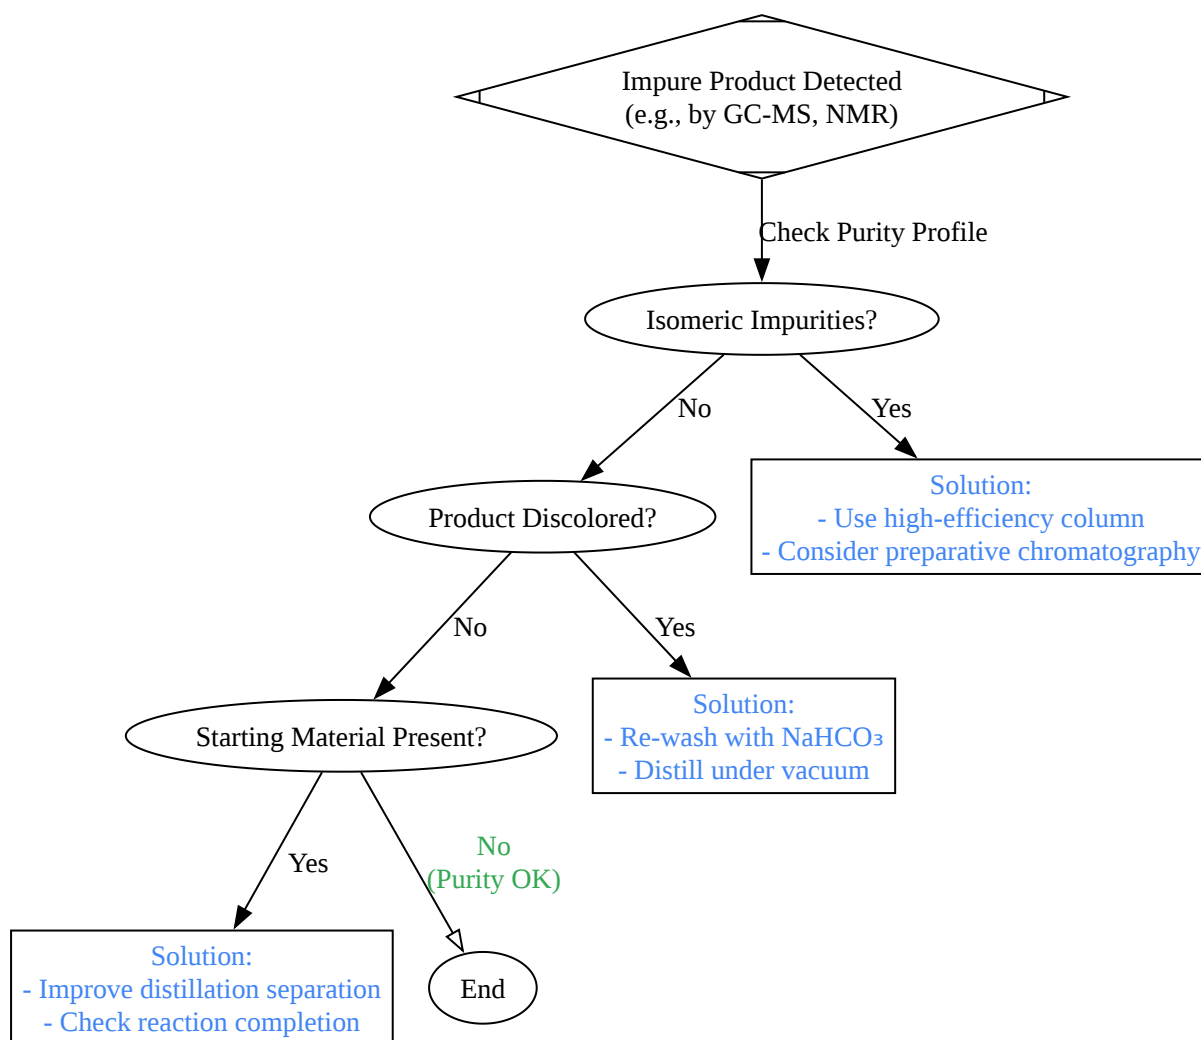 Impure Product Detected
(e.g., by GC-MS, NMR)
Check Purity Profile
Isomeric Impurities?
No
Yes
Solution:
- Use high-efficiency column
- Consider preparative chromatography
Product Discolored?
No
Yes
Solution:
- Re-wash with NaHCO₃
- Distill under vacuum
Starting Material Present?
Yes
No
(Purity OK)
Solution:
- Improve distillation separation
- Check reaction completion
End